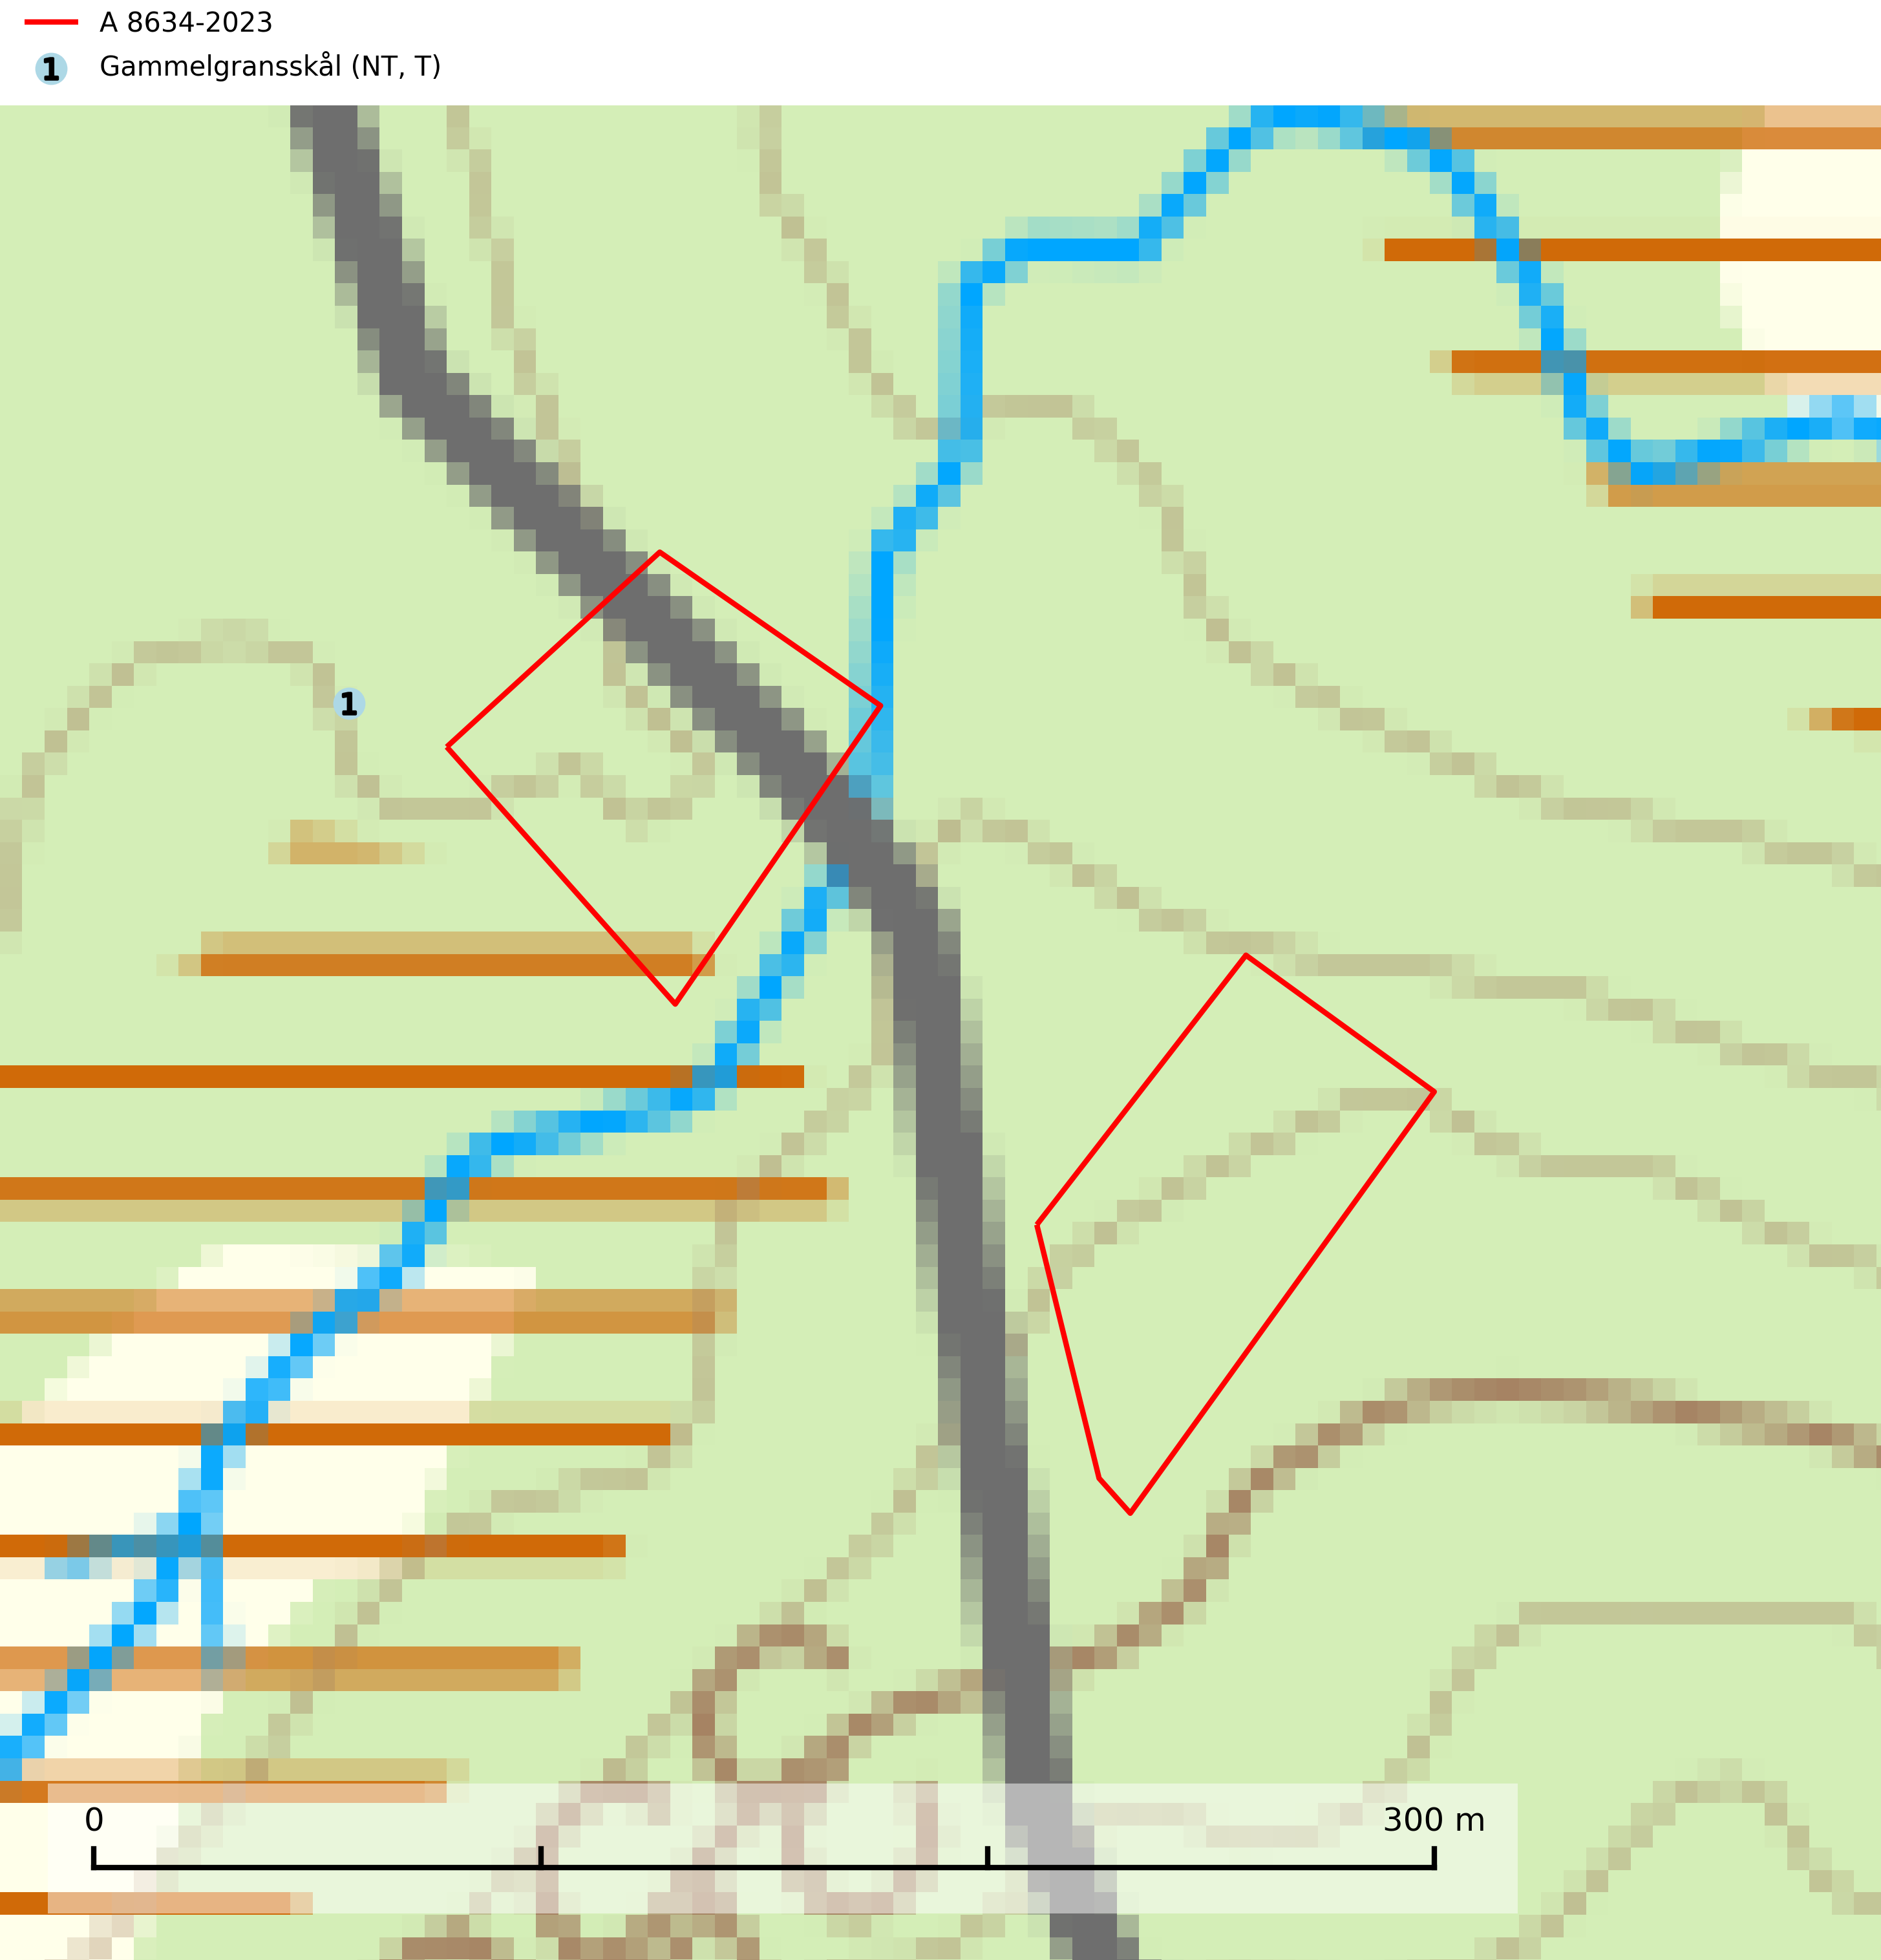 A 8634-2023
1 Gammelgransskål (NT, T)
1
0 300 m